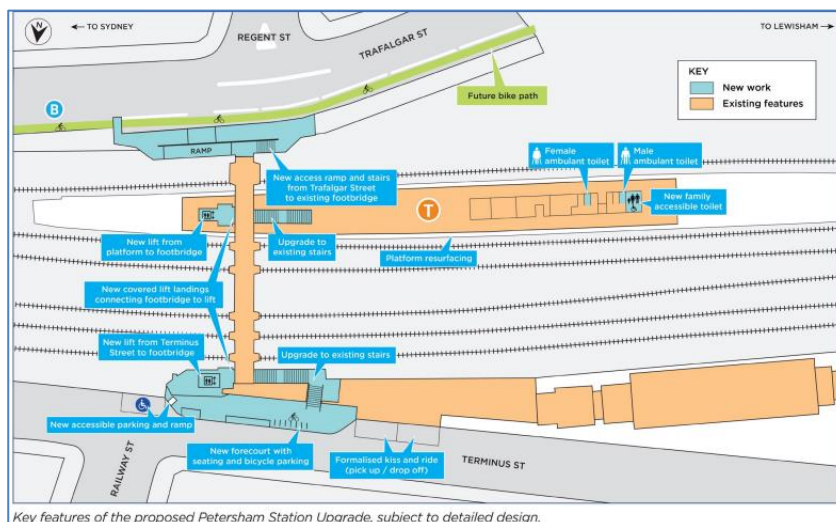 N
← TO SYDNEY
TO LEWISHAM →
REGENT ST
TRAFALGAR ST
KEY
New work
Existing features
Future bike path
B
RAMP
Female
ambulant toilet
Male
ambulant toilet
New access ramp and stairs
from Trafalgar Street
to existing footbridge
T
New family
accessible toilet
New lift from
platform to footbridge
Upgrade to
existing stairs
Platform resurfacing
New covered lift landings
connecting footbridge to lift
New lift from Terminus
Street to footbridge
Upgrade to existing stairs
New accessible parking and ramp
New forecourt with
seating and bicycle parking
Formalised kiss and ride
(pick up / drop off)
RAILWAY ST
TERMINUS ST
Key features of the proposed Petersham Station Upgrade, subject to detailed design.